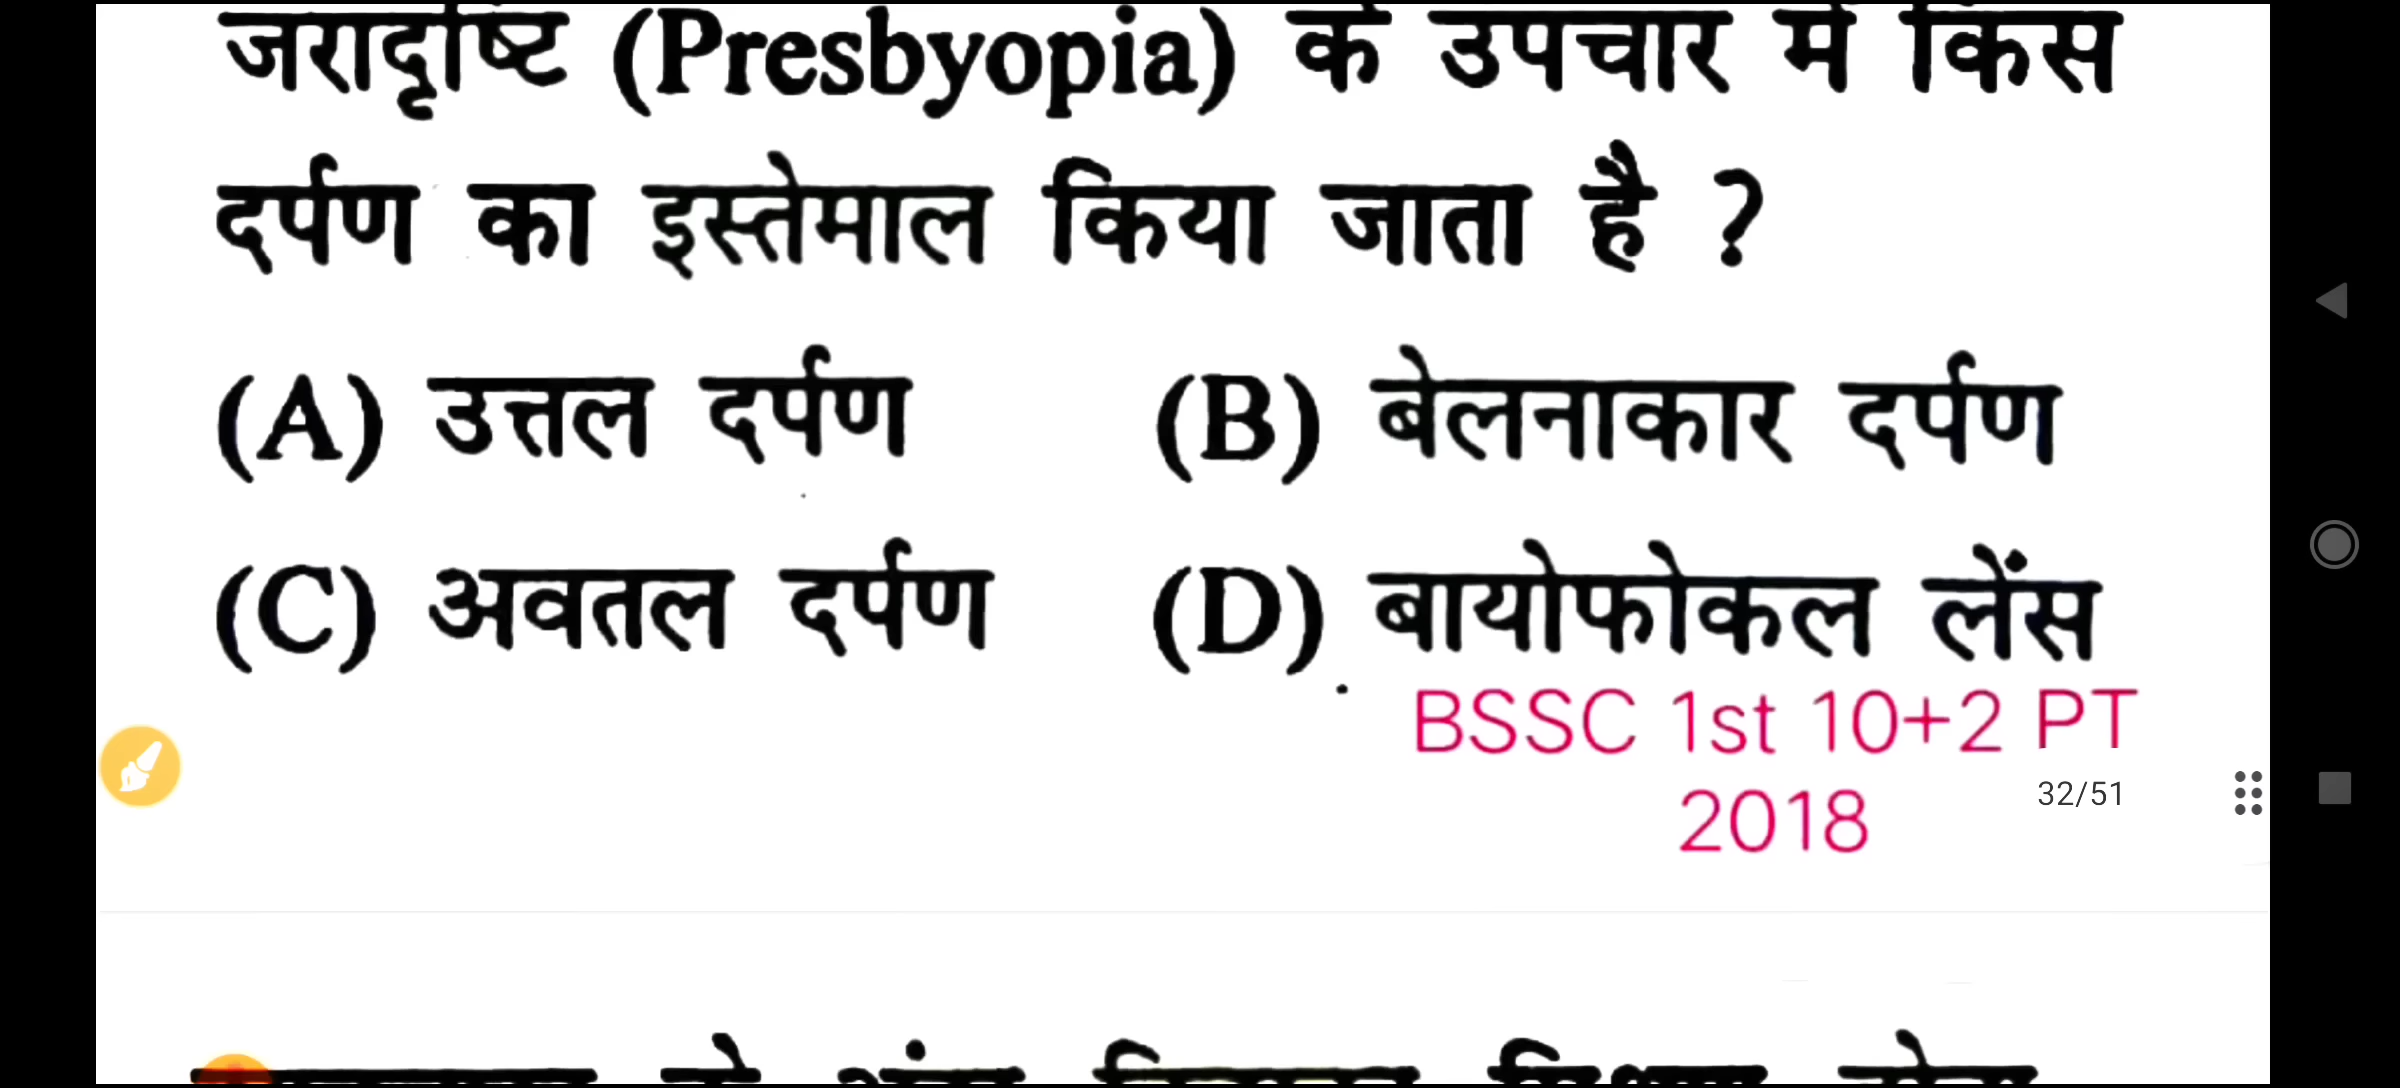 जरादृष्टि (Presbyopia) के उपचार में किस
दर्पण का इस्तेमाल किया जाता है ?
(A) उत्तल दर्पण (B) बेलनाकार दर्पण
(C) अवतल दर्पण (D) बायोफोकल लेंस
BSSC 1st 10+2 PT
2018
32/51